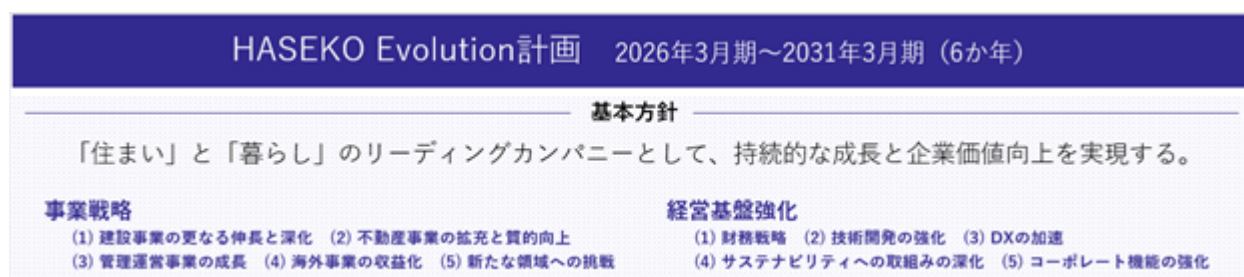 HASEKO Evolution計画 2026年3月期～2031年3月期（6か年）
基本方針
「住まい」と「暮らし」のリーディングカンパニーとして、持続的な成長と企業価値向上を実現する。
事業戦略
(1) 建設事業の更なる伸長と深化 (2) 不動産事業の拡充と質的向上
(3) 管理運営事業の成長 (4) 海外事業の収益化 (5) 新たな領域への挑戦
経営基盤強化
(1) 財務戦略 (2) 技術開発の強化 (3) DXの加速
(4) サステナビリティへの取組みの深化 (5) コーポレート機能の強化